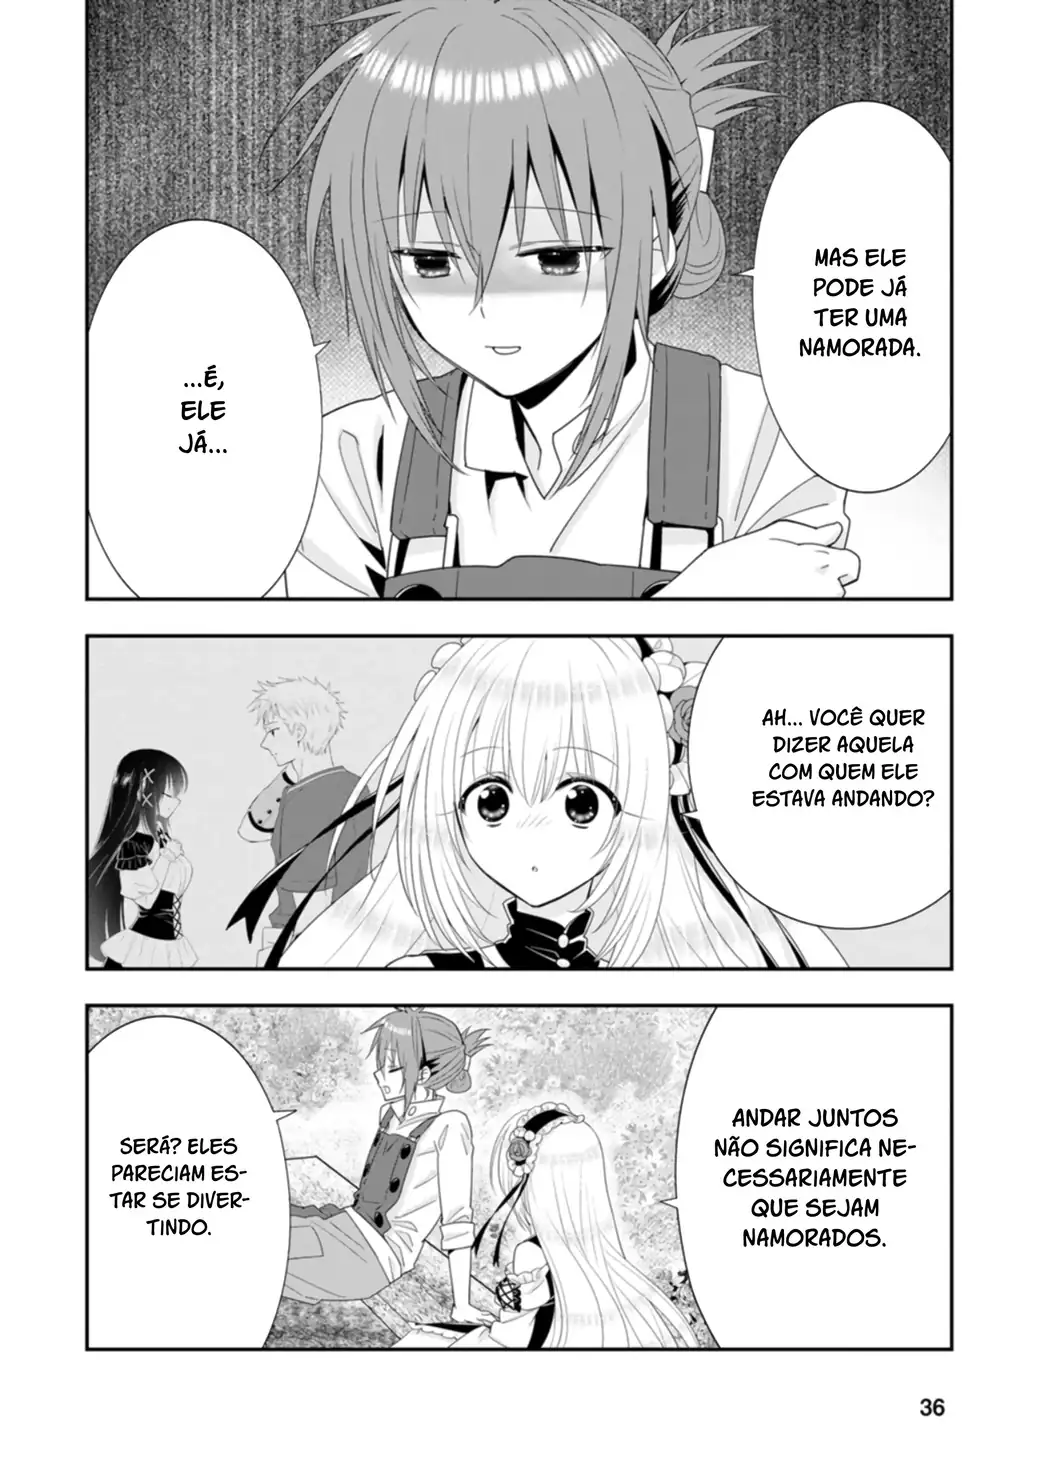 MAS ELE
PODE JÁ
TER UMA
NAMORADA.
...É,
ELE
JÁ...
AH... VOCÊ QUER
DIZER AQUELA
COM QUEM ELE
ESTAVA ANDANDO?
ANDAR JUNTOS
NÃO SIGNIFICA NE-
CESSARIAMENTE
QUE SEJAM
NAMORADOS.
SERÁ? ELES
PARECIAM ES-
TAR SE DIVER-
TINDO.
36